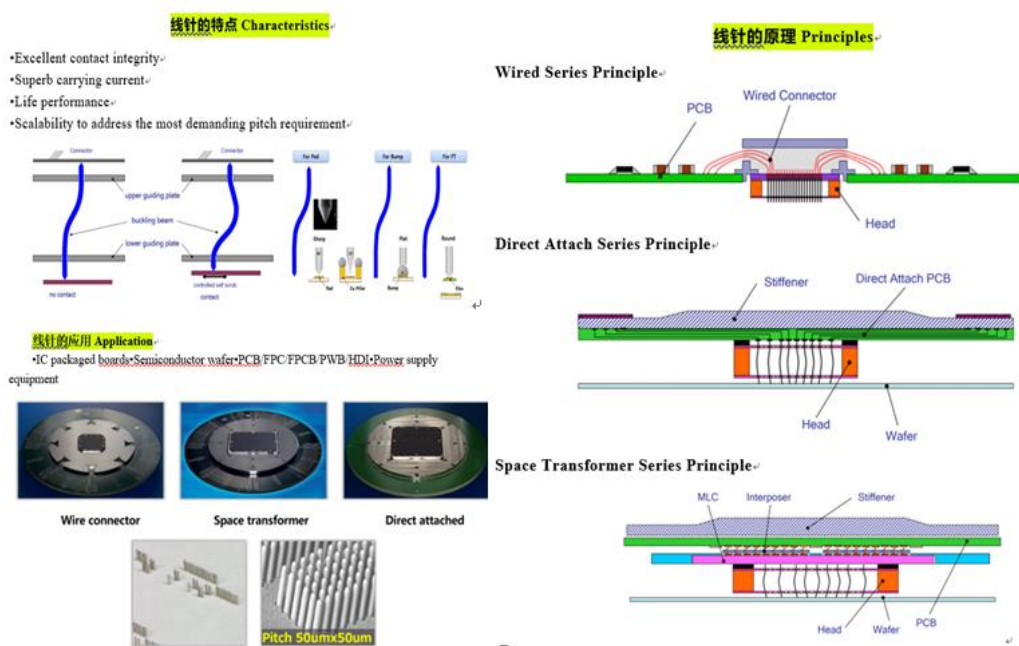 线针的特点 Characteristics
•Excellent contact integrity
•Superb carrying current
•Life performance
•Scalability to address the most demanding pitch requirement
Connector
Connector
For Pad
For Bump
For FT
upper guiding plate
buckling beam
lower guiding plate
Sharp
Flat
Round
Pad
Cu Pillar
Bump
Film
no contact
controlled self scrub
contact
线针的应用 Application
•IC packaged boards•Semiconductor wafer•PCB/FPC/FPCB/PWB/HDI•Power supply
equipment
Wire connector
Space transformer
Direct attached
Pitch 50umx50um
线针的原理 Principles
Wired Series Principle
PCB
Wired Connector
Head
Direct Attach Series Principle
Stiffener
Direct Attach PCB
Head
Wafer
Space Transformer Series Principle
MLC
Interposer
Stiffener
Head
Wafer
PCB